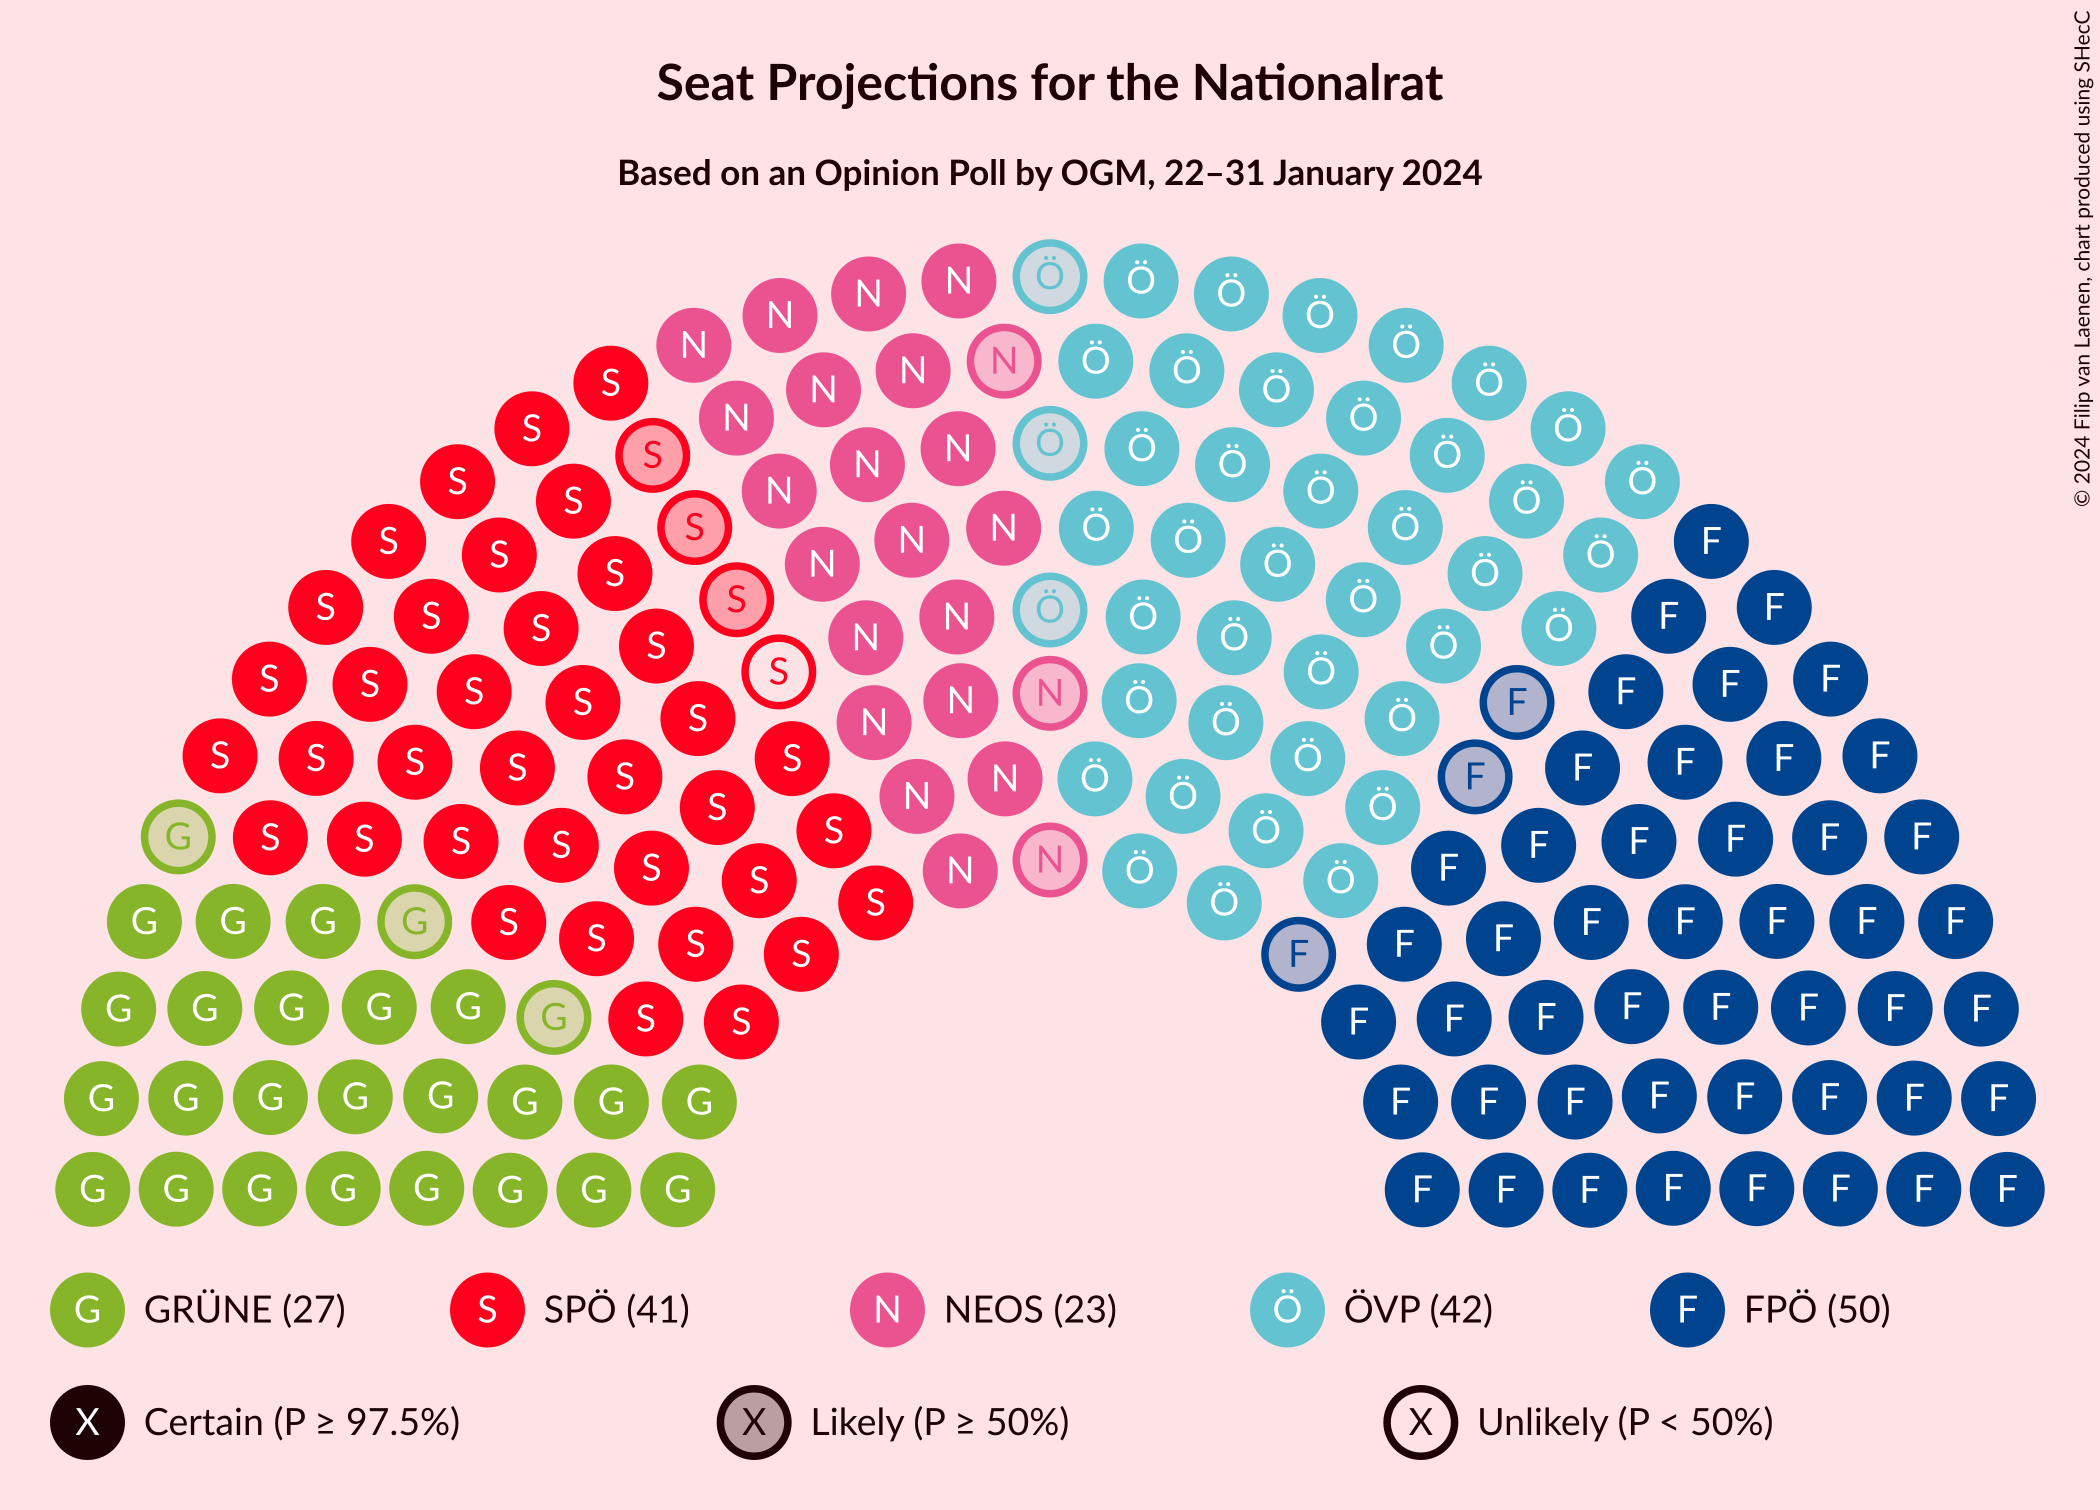 Seat Projections for the Nationalrat
Based on an Opinion Poll by OGM, 22–31 January 2024
© 2024 Filip van Laenen, chart produced using SHecC
Ö
N N Ö Ö
N N Ö Ö
N Ö
S N Ö Ö
N N Ö Ö
S S N N Ö Ö
S S N N Ö Ö
S S N N Ö Ö
S S N N Ö Ö
S S N N Ö Ö F
S S N Ö Ö Ö
S S N N Ö Ö F F
S S N N Ö Ö Ö F
S S S N N Ö Ö Ö F F
S S S S N N Ö Ö Ö F F F
S S S S S N N Ö Ö Ö F F F F
G S S S S S S N N Ö Ö Ö F F F F F
G G G G S S S S S Ö F F F F F F F F
G G G G G G S S F F F F F F F F
G G G G G G G G F F F F F F F F
G G G G G G G G F F F F F F F F
G GRÜNE (27) S SPÖ (41) N NEOS (23) Ö ÖVP (42) F FPÖ (50)
X Certain (P ≥ 97.5%) X Likely (P ≥ 50%) X Unlikely (P < 50%)